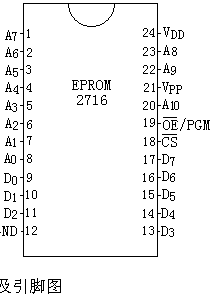 A7 1 24 VDD
A6 2 23 A8
A5 3 22 A9
A4 4 EPROM 21 VPP
A3 5 2716 20 A10
A2 6 19 OE/PGM
A1 7 18 CS
A0 8 17 D7
D0 9 16 D6
D1 10 15 D5
D2 11 14 D4
ND 12 13 D3
及引脚图